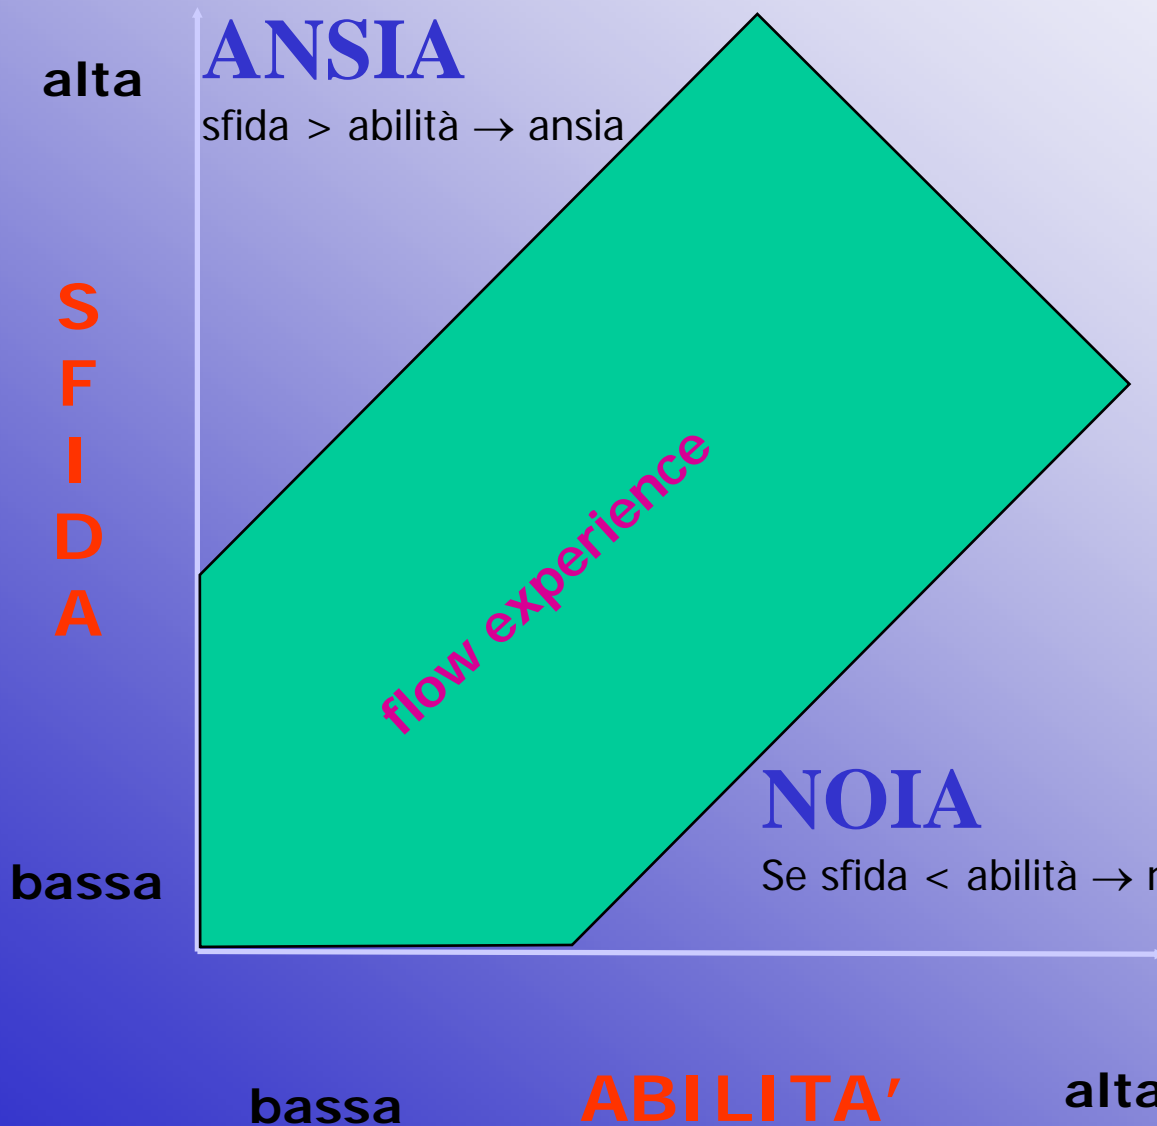 ANSIA
alta
sfida > abilità → ansia
S
F
I
D
A
flow experience
NOIA
bassa
Se sfida < abilità →
bassa
ABILITA'
alta